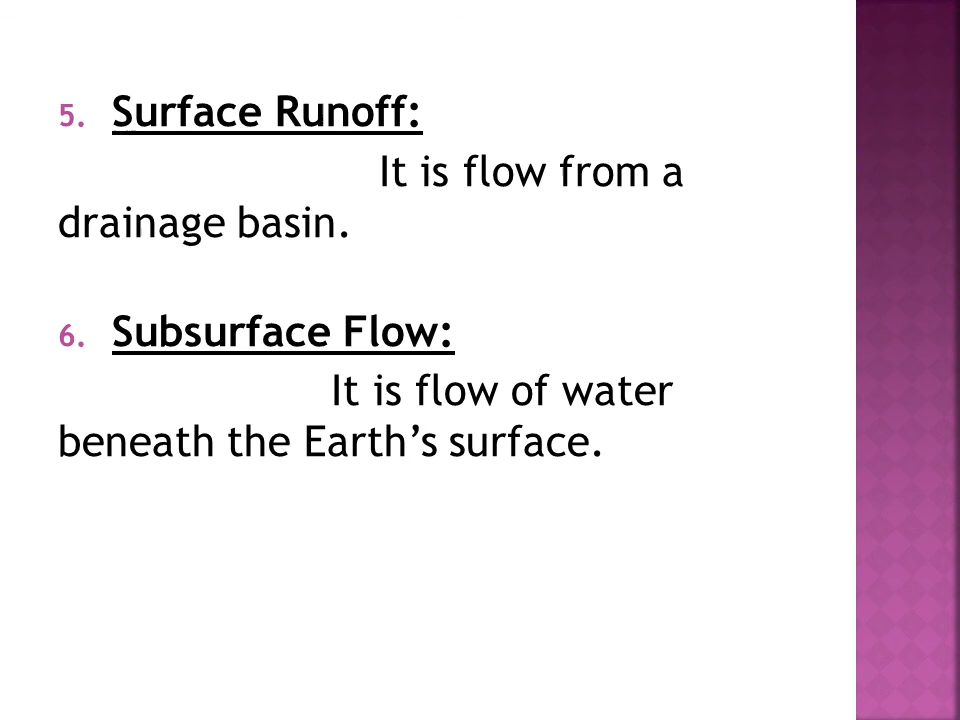 5. Surface Runoff:
It is flow from a
drainage basin.
6. Subsurface Flow:
It is flow of water
beneath the Earth’s surface.